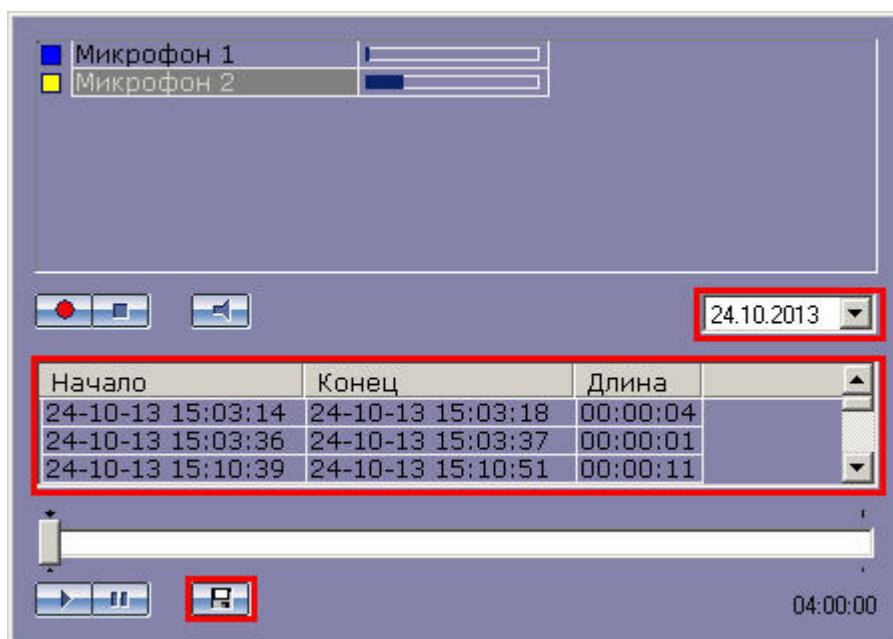 Микрофон 1
Микрофон 2
24.10.2013
Начало Конец Длина
24-10-13 15:03:14 24-10-13 15:03:18 00:00:04
24-10-13 15:03:36 24-10-13 15:03:37 00:00:01
24-10-13 15:10:39 24-10-13 15:10:51 00:00:11
04:00:00